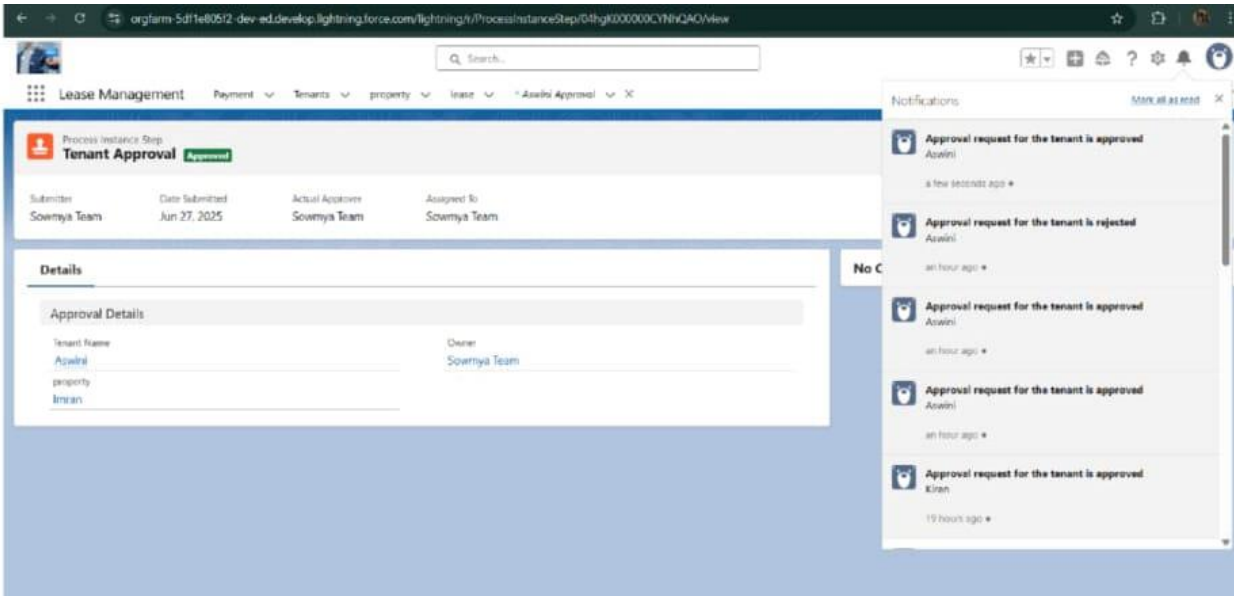 orgfarm-5df1e805f2-dev-ed.develop.lightning.force.com/lightning/r/ProcessInstanceStep/04hgK000000CYNhQAO/view
Search...
Lease Management Payment Tenants property lease * Aswini Approval
Process Instance Step
Tenant Approval Approved
Submitter Date Submitted Actual Approver Assigned To
Sowmya Team Jun 27, 2025 Sowmya Team Sowmya Team
Details
Approval Details
Tenant Name Owner
Aswini Sowmya Team
property
Imran
No
Notifications Mark all as read
Approval request for the tenant is approved
Aswini
a few seconds ago
Approval request for the tenant is rejected
Aswini
an hour ago
Approval request for the tenant is approved
Aswini
an hour ago
Approval request for the tenant is approved
Aswini
an hour ago
Approval request for the tenant is approved
Kiran
19 hours ago